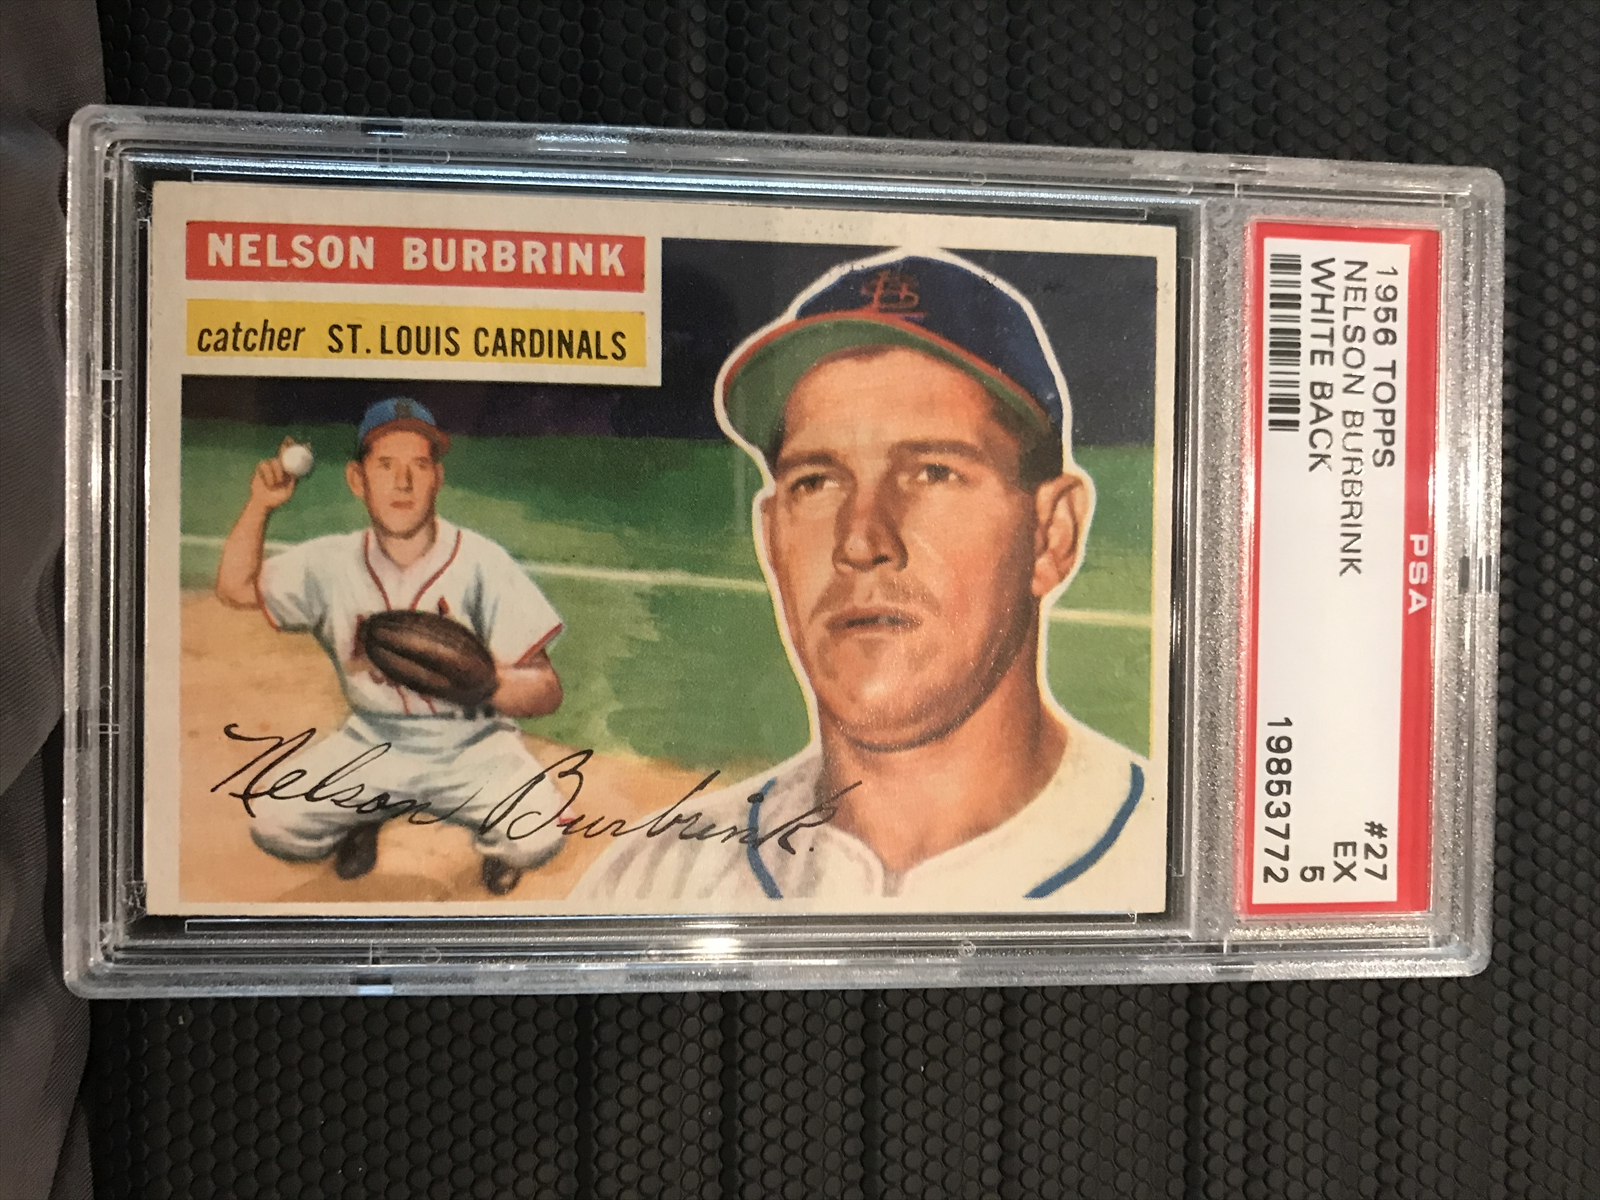 NELSON BURBRINK
catcher ST. LOUIS CARDINALS
Nelson Burbrink.
PSA
1956 TOPPS #27
NELSON BURBRINK EX
WHITE BACK 5
19853772